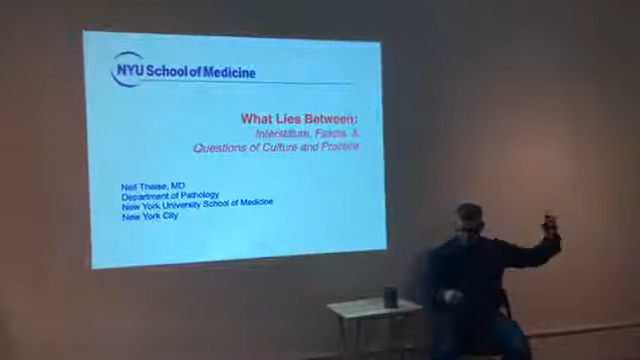 NYU School of Medicine
What Lies Between:
Interstitium, Fascia, &
Questions of Culture and Practice
Neil Theise, MD
Department of Pathology
New York University School of Medicine
New York City